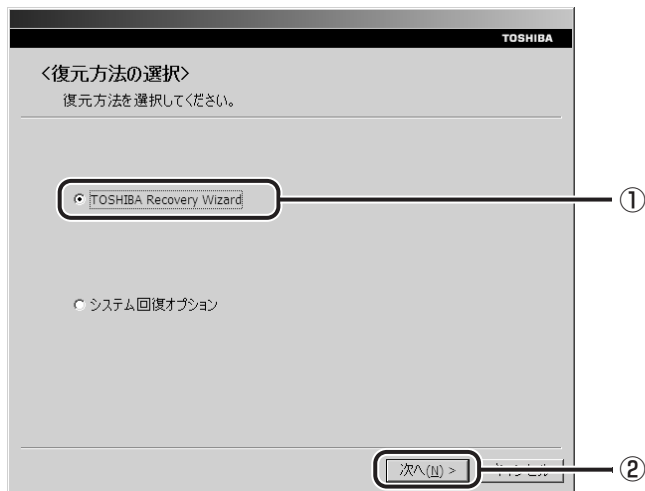 TOSHIBA
<復元方法の選択>
復元方法を選択してください。
TOSHIBA Recovery Wizard
①
システム回復オプション
次へ(N) >
②